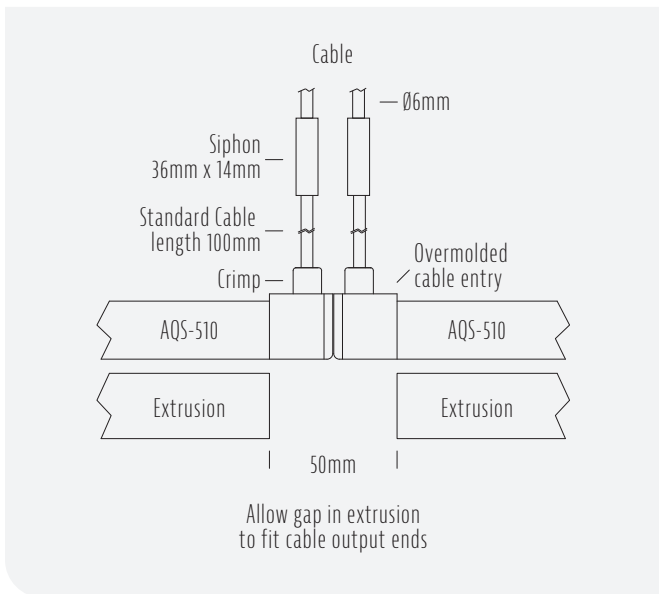 Cable
Ø6mm
Siphon
36mm x 14mm
Standard Cable
length 100mm
Overmolded
cable entry
Crimp
AQS-510
AQS-510
Extrusion
Extrusion
50mm
Allow gap in extrusion
to fit cable output ends